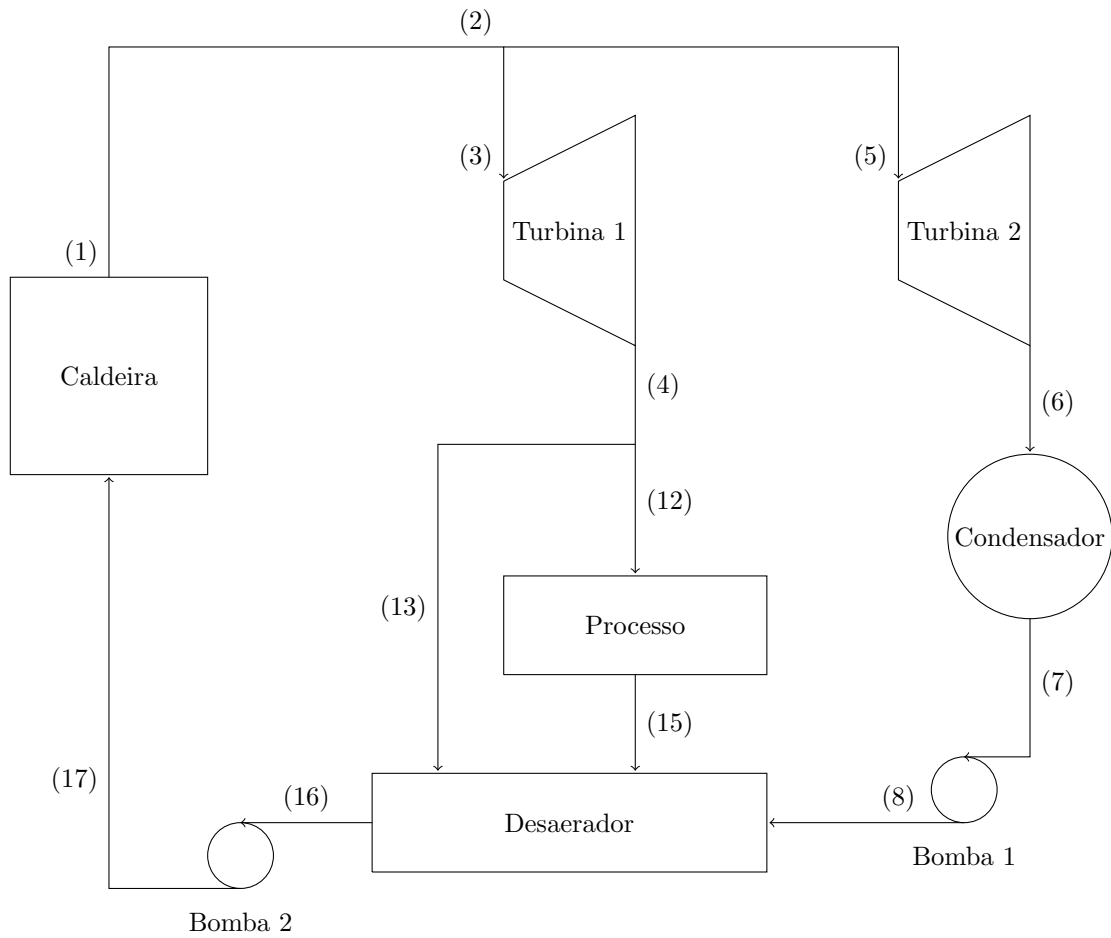 (2)
(3)
(5)
Turbina 1
Turbina 2
(1)
Caldeira
(4)
(6)
(12)
Condensador
(13)
Processo
(7)
(15)
(17)
(16)
(8)
Desaerador
Bomba 1
Bomba 2